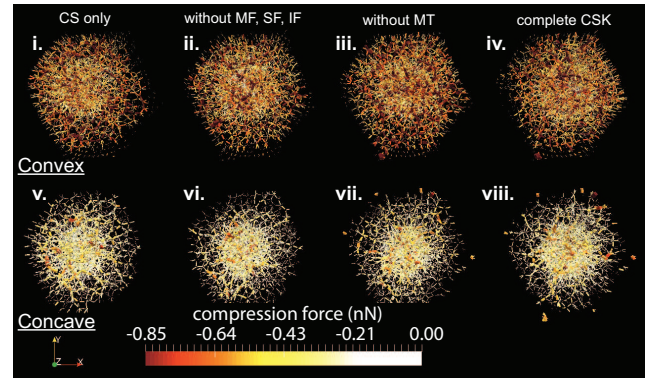 CS only
without MF, SF, IF
without MT
complete CSK
i.
ii.
iii.
iv.
Convex
v.
vi.
vii.
viii.
Concave
compression force (nN)
-0.85
-0.64
-0.43
-0.21
0.00
Y
Z
X